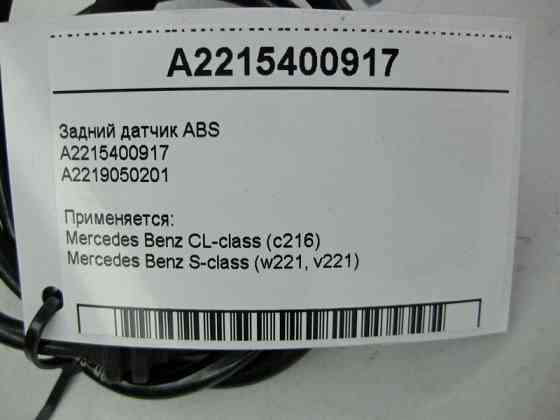 A2215400917
Задний датчик ABS
A2215400917
A2219050201
Применяется:
Mercedes Benz CL-class (c216)
Mercedes Benz S-class (w221, v221)